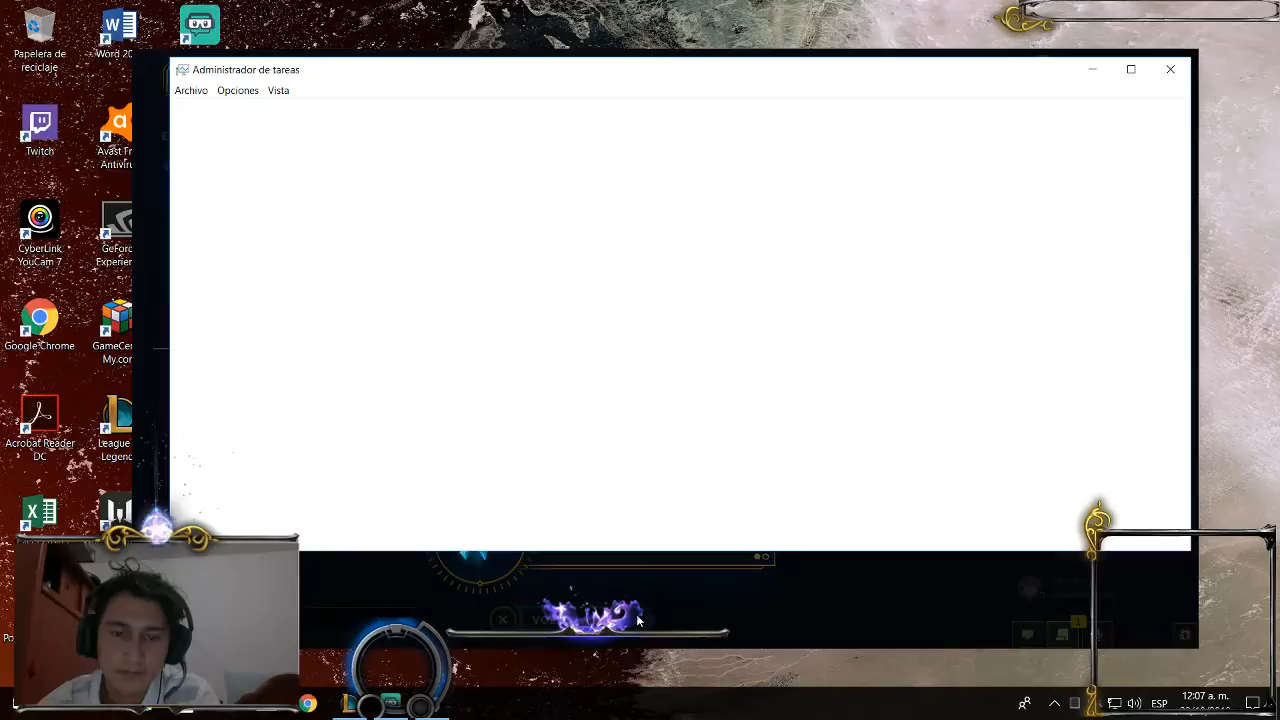 Papelera de
reciclaje
Word 20
Administrador de tareas
Archivo Opciones Vista
Twitch
Avast Fr
Antiviru
CyberLink
YouCam 7
GeForc
Experien
Google Chrome
GameCen
My.con
Acrobat Reader
DC
League
Legend
ESP
12:07 a. m.